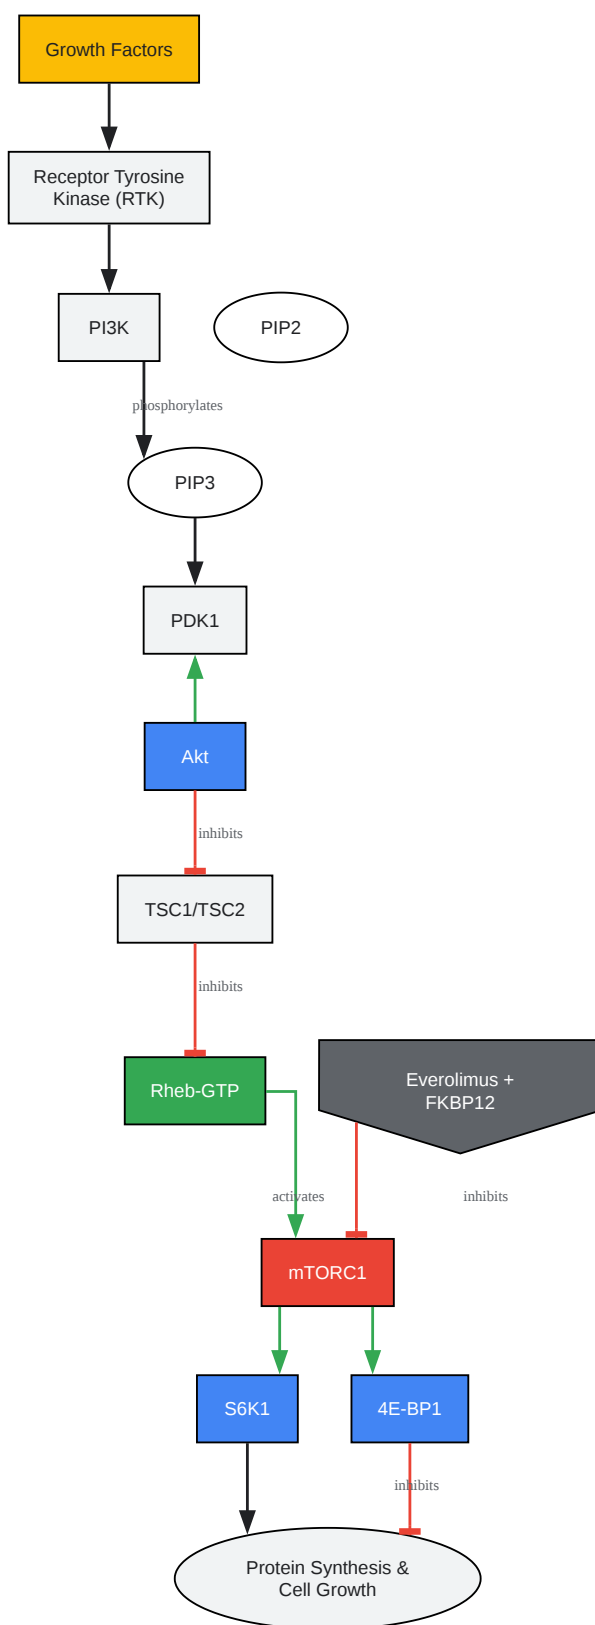 Growth Factors
Receptor Tyrosine
Kinase (RTK)
PI3K
PIP2
phosphorylates
PIP3
PDK1
Akt
inhibits
TSC1/TSC2
inhibits
Rheb-GTP
Everolimus +
FKBP12
activates
inhibits
mTORC1
S6K1
4E-BP1
inhibits
Protein Synthesis &
Cell Growth